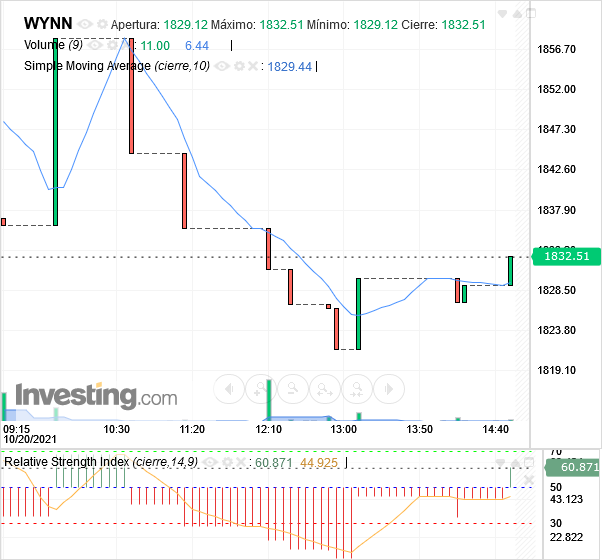 WYNN Apertura: 1829.12 Máximo: 1832.51 Mínimo: 1829.12 Cierre: 1832.51
Volume (9) : 11.00 6.44
Simple Moving Average (cierre,10) : 1829.44
1856.70
1852.00
1847.30
1842.60
1837.90
1832.51
1828.50
1823.80
1819.10
Investing.com
09:15 10:30 11:20 12:10 13:00 13:50 14:40
10/20/2021
70
Relative Strength Index (cierre,14,9) : 60.871 44.925
60.871
50
43.123
30
22.822